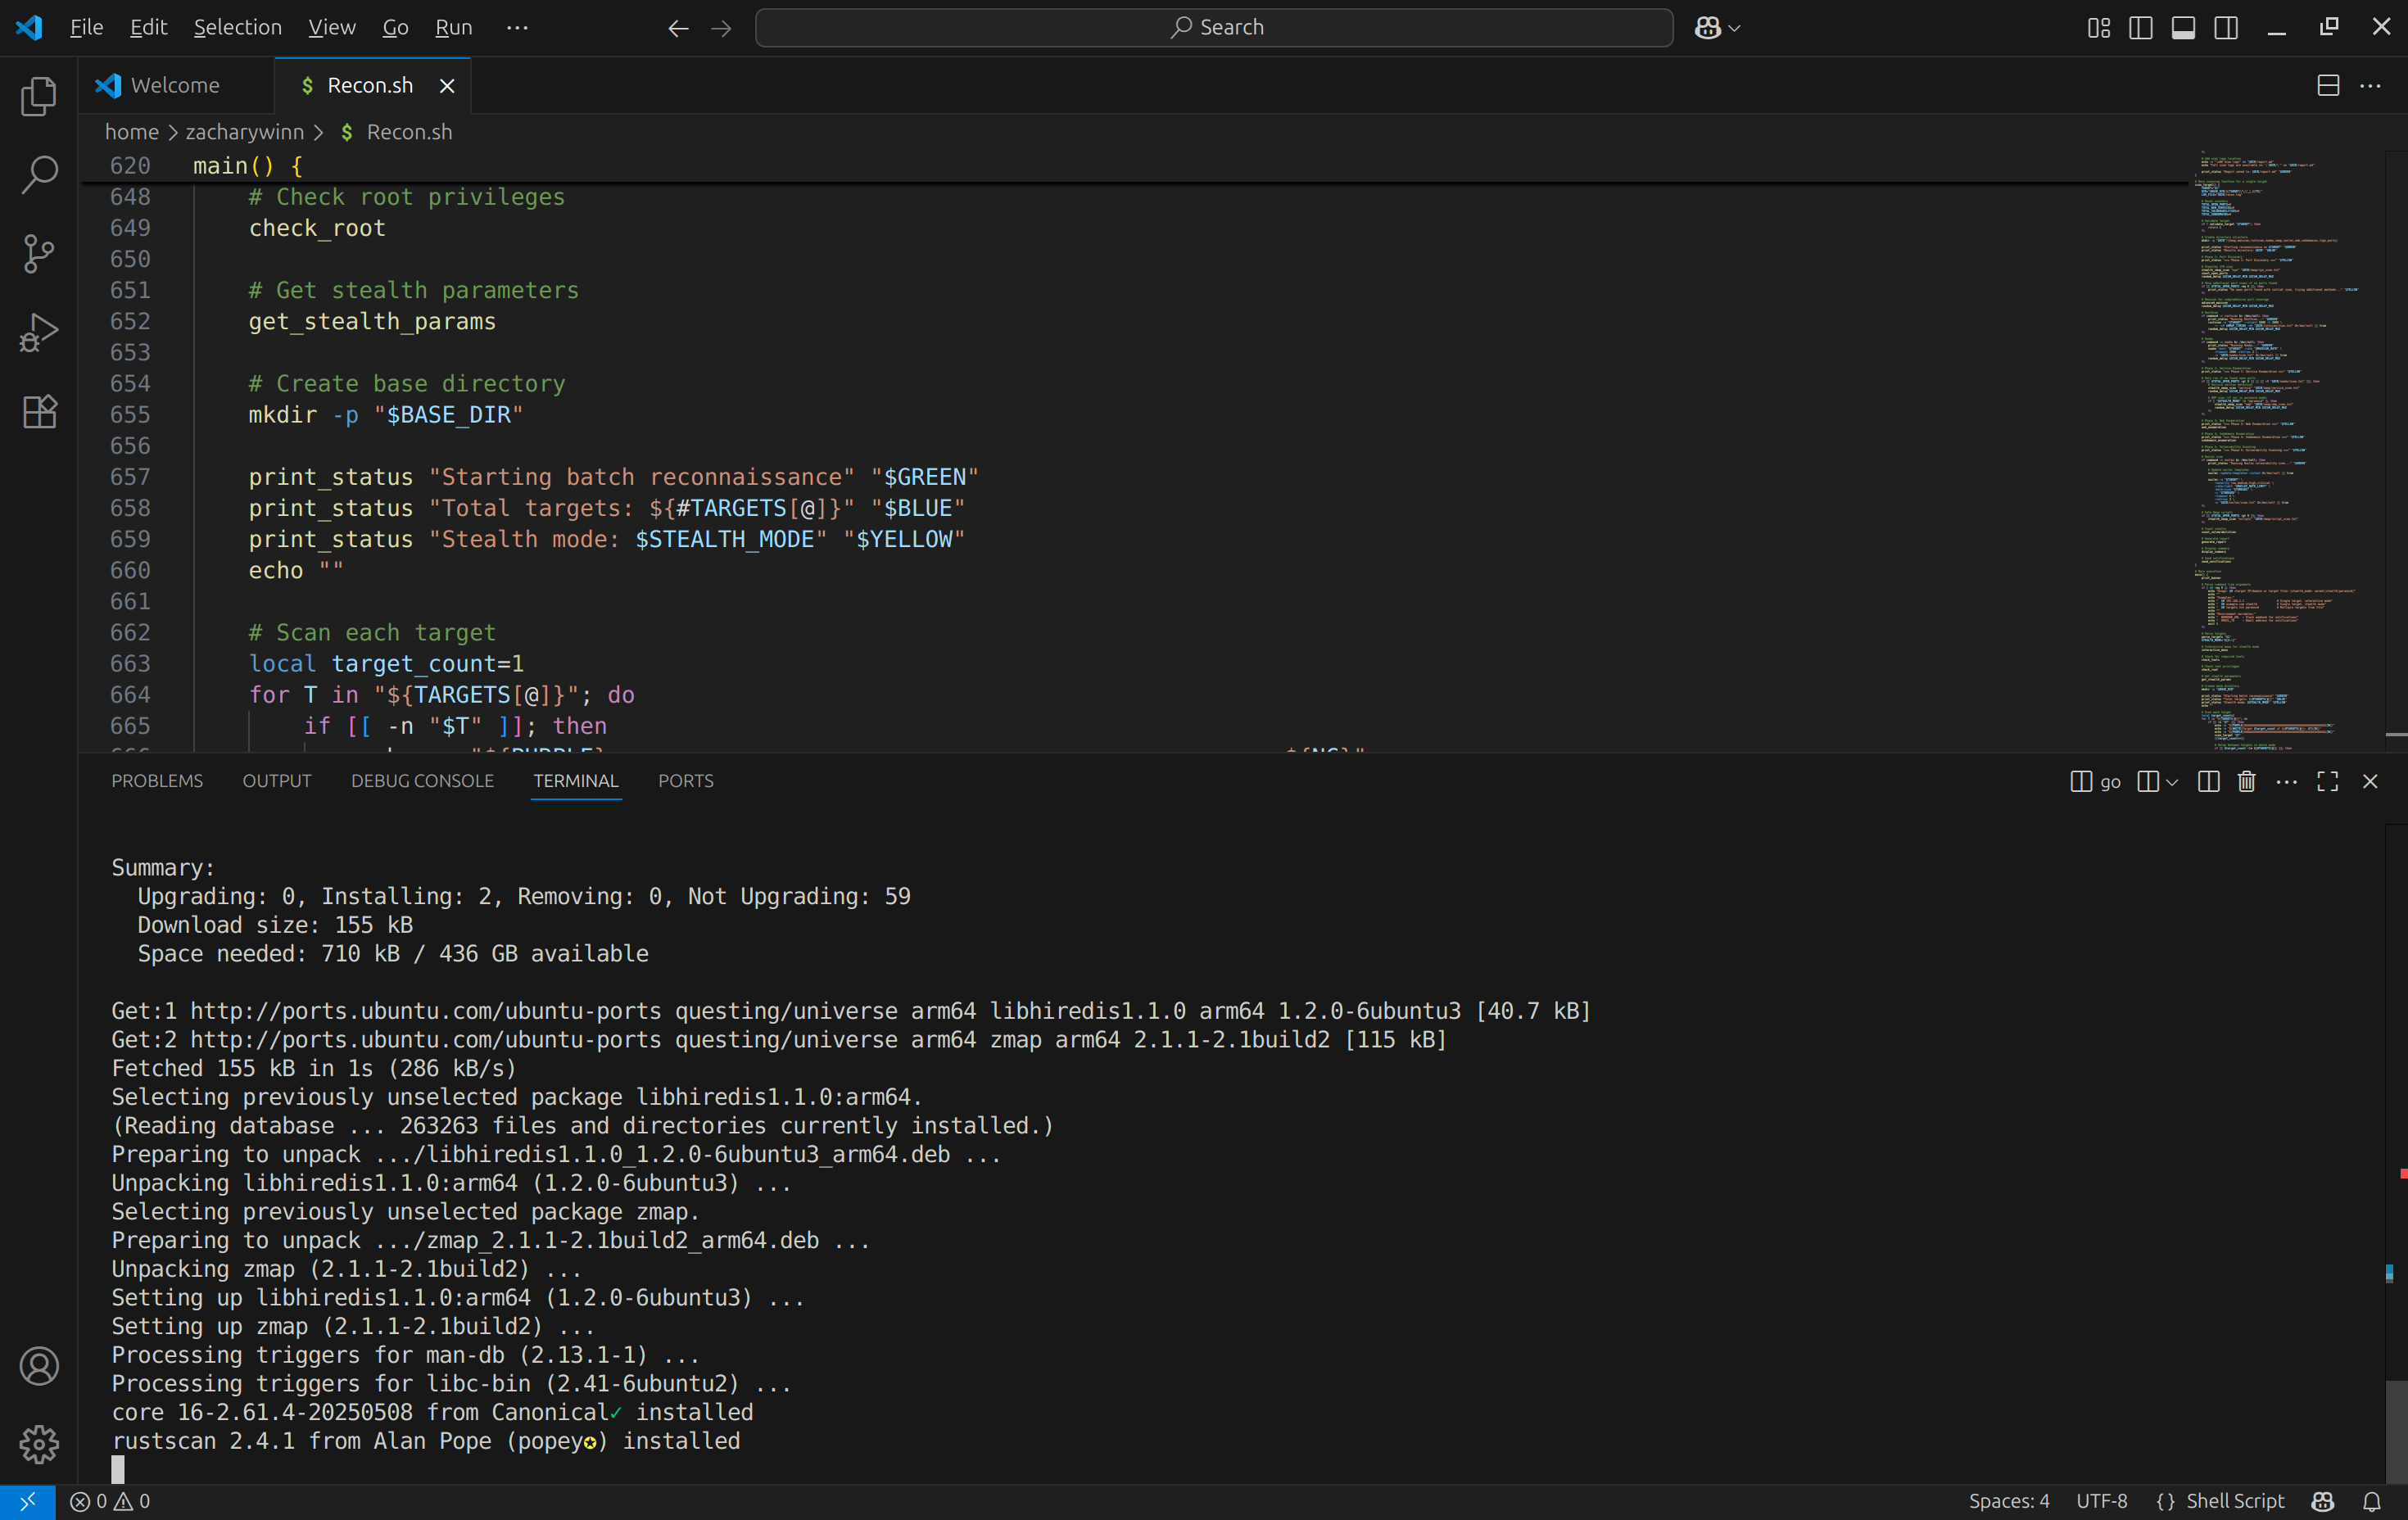 File Edit Selection View Go Run ··· Search
Welcome $ Recon.sh
home > zacharywinn > $ Recon.sh
620 main() {
648 # Check root privileges
649 check_root
650
651 # Get stealth parameters
652 get_stealth_params
653
654 # Create base directory
655 mkdir -p "$BASE_DIR"
656
657 print_status "Starting batch reconnaissance" "$GREEN"
658 print_status "Total targets: ${#TARGETS[@]}" "$BLUE"
659 print_status "Stealth mode: $STEALTH_MODE" "$YELLOW"
660 echo ""
661
662 # Scan each target
663 local target_count=1
664 for T in "${TARGETS[@]}"; do
665 if [[ -n "$T" ]]; then
PROBLEMS OUTPUT DEBUG CONSOLE TERMINAL PORTS go
Summary:
Upgrading: 0, Installing: 2, Removing: 0, Not Upgrading: 59
Download size: 155 kB
Space needed: 710 kB / 436 GB available
Get:1 http://ports.ubuntu.com/ubuntu-ports questing/universe arm64 libhiredis1.1.0 arm64 1.2.0-6ubuntu3 [40.7 kB]
Get:2 http://ports.ubuntu.com/ubuntu-ports questing/universe arm64 zmap arm64 2.1.1-2.1build2 [115 kB]
Fetched 155 kB in 1s (286 kB/s)
Selecting previously unselected package libhiredis1.1.0:arm64.
(Reading database ... 263263 files and directories currently installed.)
Preparing to unpack .../libhiredis1.1.0_1.2.0-6ubuntu3_arm64.deb ...
Unpacking libhiredis1.1.0:arm64 (1.2.0-6ubuntu3) ...
Selecting previously unselected package zmap.
Preparing to unpack .../zmap_2.1.1-2.1build2_arm64.deb ...
Unpacking zmap (2.1.1-2.1build2) ...
Setting up libhiredis1.1.0:arm64 (1.2.0-6ubuntu3) ...
Setting up zmap (2.1.1-2.1build2) ...
Processing triggers for man-db (2.13.1-1) ...
Processing triggers for libc-bin (2.41-6ubuntu2) ...
core 16-2.61.4-20250508 from Canonical✓ installed
rustscan 2.4.1 from Alan Pope (popey✪) installed
0 0 Spaces: 4 UTF-8 {} Shell Script